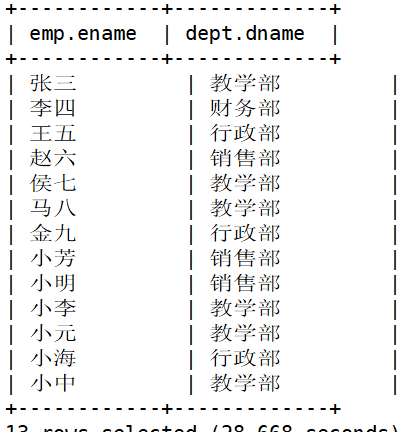 +------------+-------------+
| emp.ename  | dept.dname  |
+------------+-------------+
| 张三 | 教学部 |
| 李四 | 财务部 |
| 王五 | 行政部 |
| 赵六 | 销售部 |
| 侯七 | 教学部 |
| 马八 | 教学部 |
| 金九 | 行政部 |
| 小芳 | 销售部 |
| 小明 | 销售部 |
| 小李 | 教学部 |
| 小元 | 教学部 |
| 小海 | 行政部 |
| 小中 | 教学部 |
+------------+-------------+
13 rows selected (28.668 seconds)